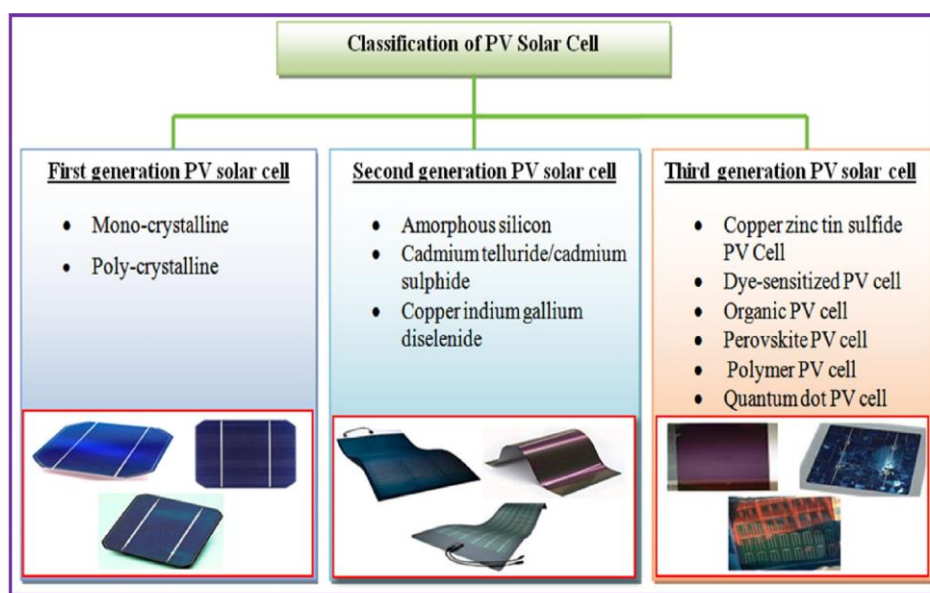 Classification of PV Solar Cell
First generation PV solar cell
• Mono-crystalline
• Poly-crystalline
Second generation PV solar cell
• Amorphous silicon
• Cadmium telluride/cadmium
sulphide
• Copper indium gallium
diselenide
Third generation PV solar cell
• Copper zinc tin sulfide
PV Cell
• Dye-sensitized PV cell
• Organic PV cell
• Perovskite PV cell
• Polymer PV cell
• Quantum dot PV cell